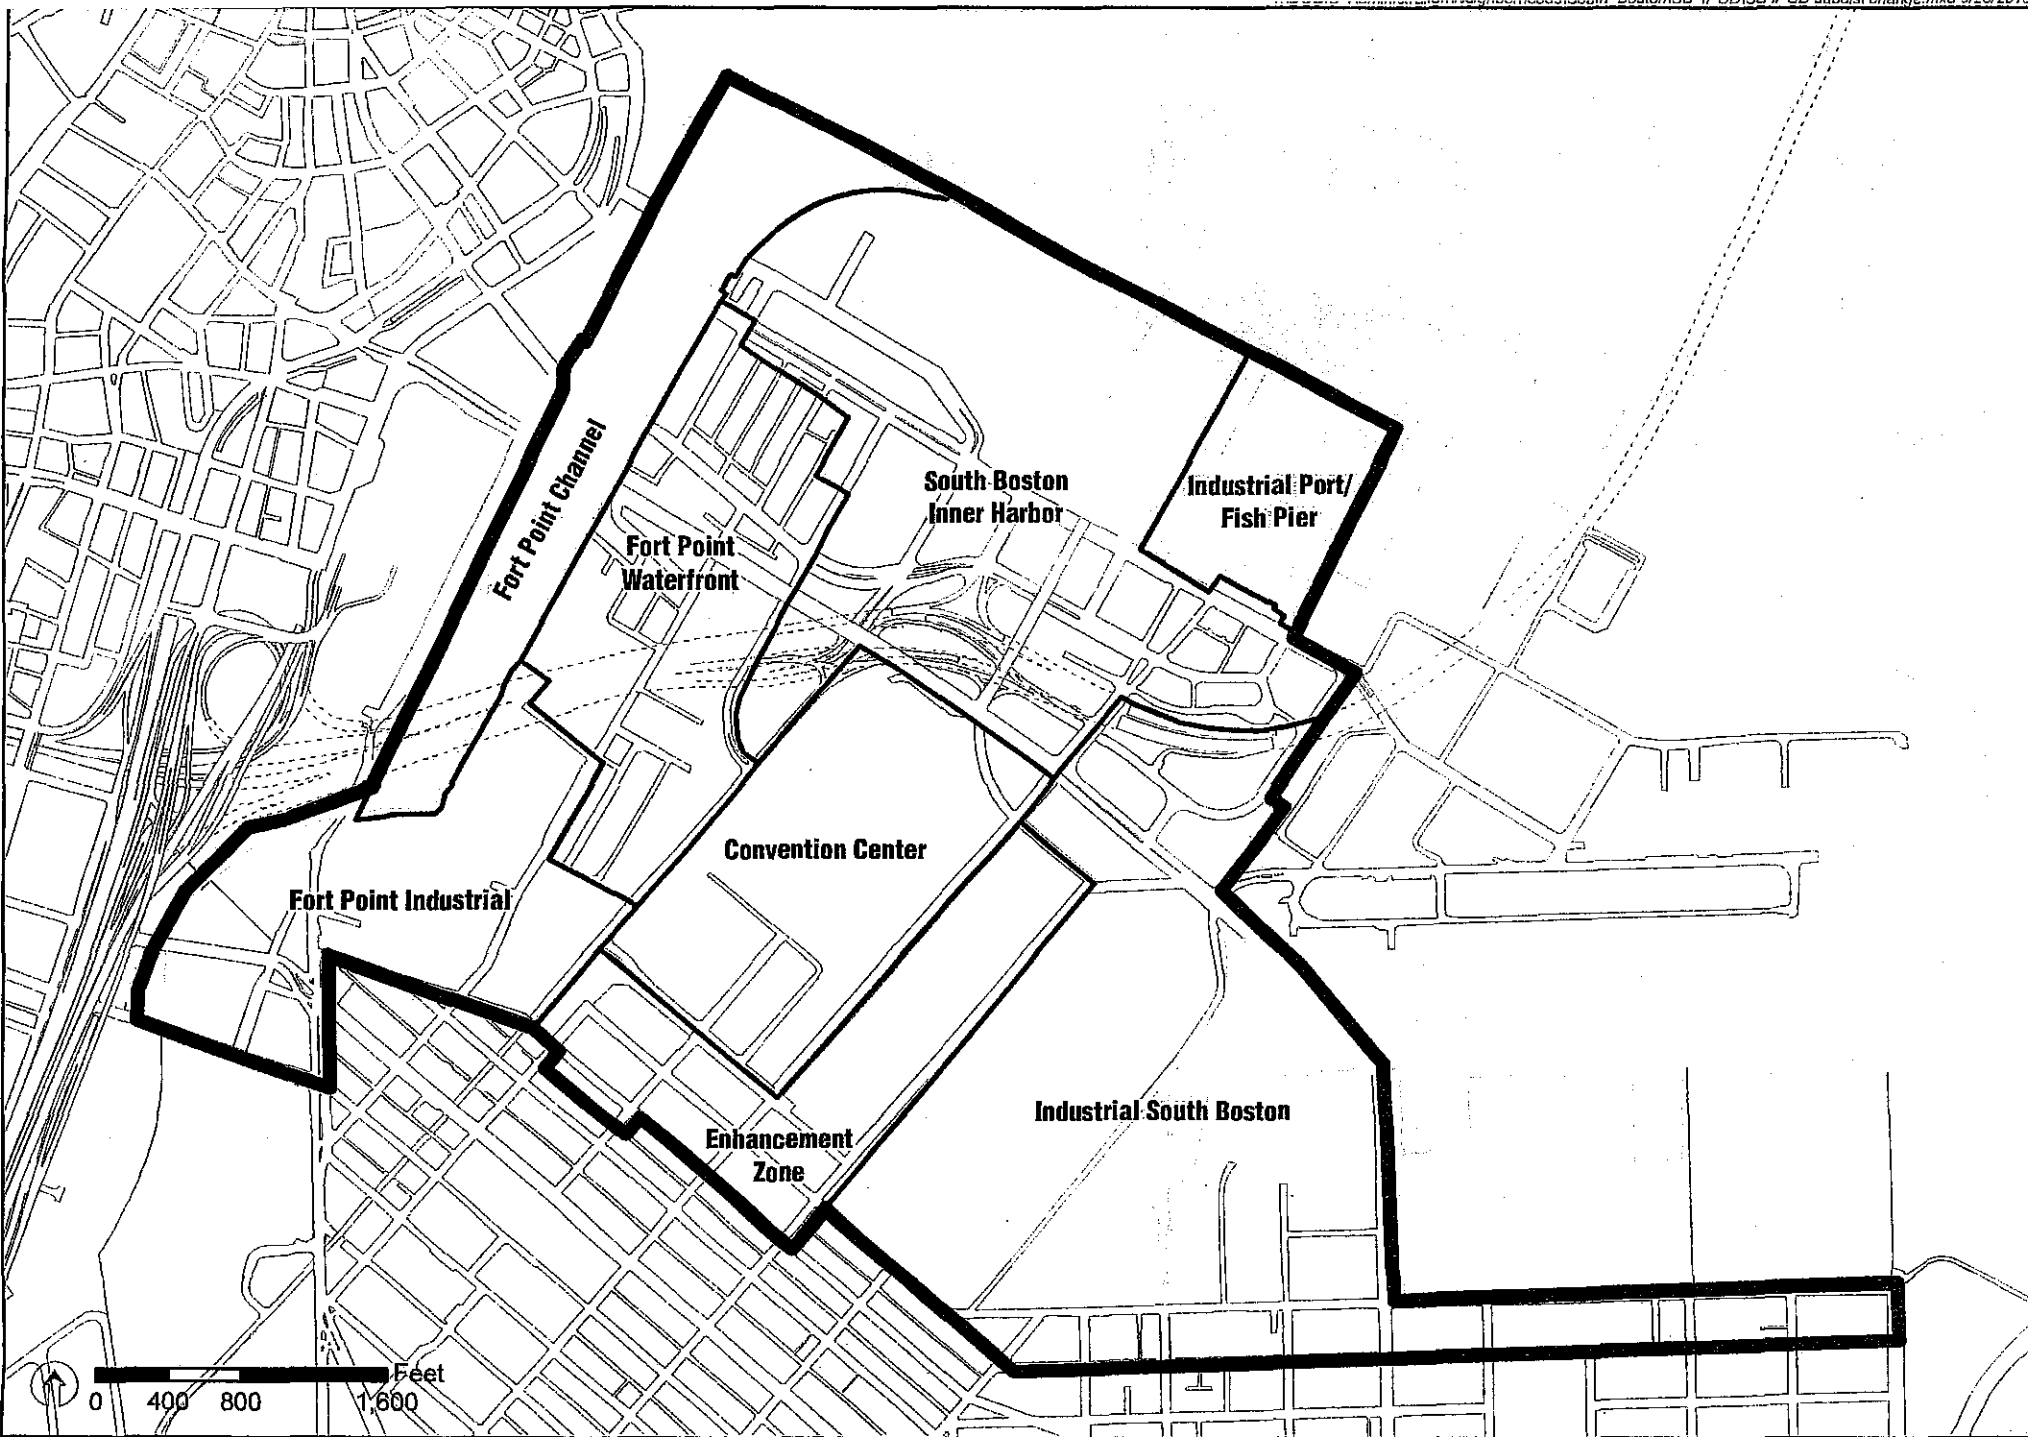 Fort Point Channel
South Boston
Inner Harbor
Industrial Port/
Fish Pier
Fort Point
Waterfront
Convention Center
Fort Point Industrial
Industrial South Boston
Enhancement
Zone
Feet
0 400 800 1,600